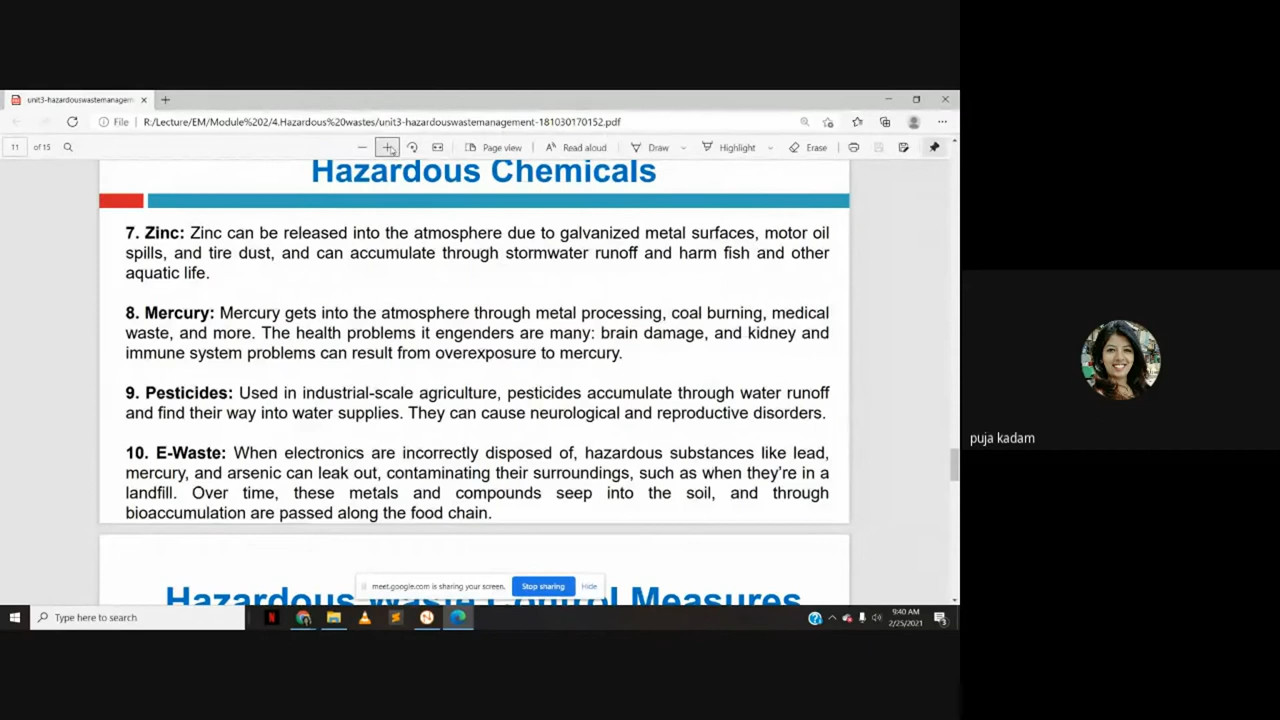 unit3-hazardouswastemanagem
File
R:/Lecture/EM/Module%202/4.Hazardous%20wastes/unit3-hazardouswastemanagement-181030170152.pdf
11 of 15
Page view
Read aloud
Draw
Highlight
Erase
Hazardous Chemicals
7. Zinc: Zinc can be released into the atmosphere due to galvanized metal surfaces, motor oil
spills, and tire dust, and can accumulate through stormwater runoff and harm fish and other
aquatic life.
8. Mercury: Mercury gets into the atmosphere through metal processing, coal burning, medical
waste, and more. The health problems it engenders are many: brain damage, and kidney and
immune system problems can result from overexposure to mercury.
9. Pesticides: Used in industrial-scale agriculture, pesticides accumulate through water runoff
and find their way into water supplies. They can cause neurological and reproductive disorders.
10. E-Waste: When electronics are incorrectly disposed of, hazardous substances like lead,
mercury, and arsenic can leak out, contaminating their surroundings, such as when they're in a
landfill. Over time, these metals and compounds seep into the soil, and through
bioaccumulation are passed along the food chain.
puja kadam
meet.google.com is sharing your screen.
Stop sharing
Hide
Hazardous Waste Control Measures
Type here to search
9:40 AM
2/25/2021